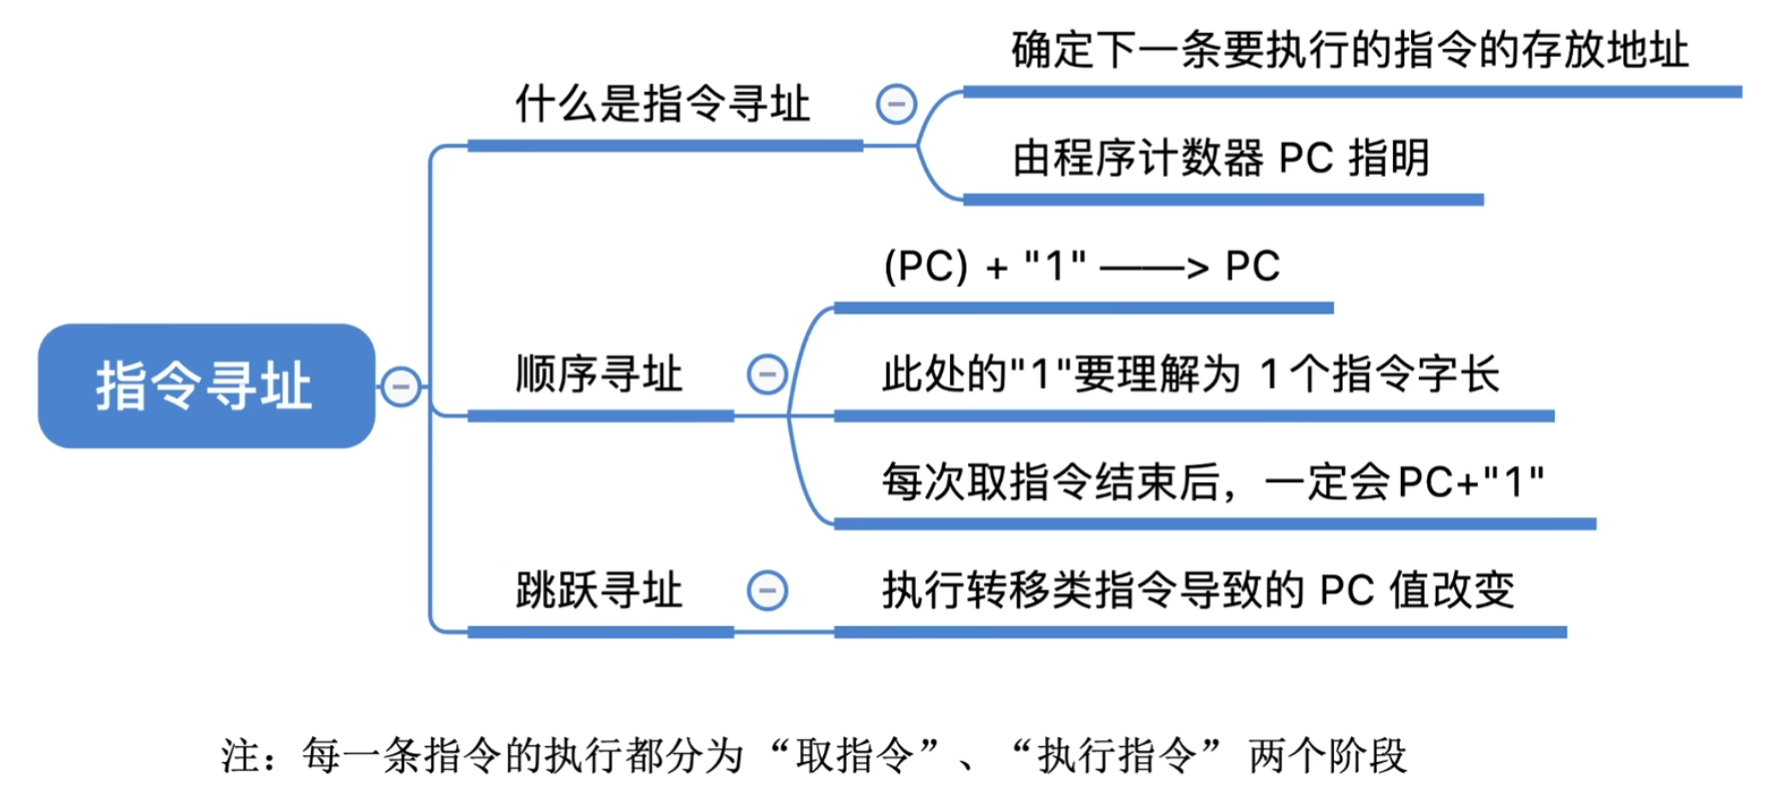 指令寻址
什么是指令寻址
确定下一条要执行的指令的存放地址
由程序计数器 PC 指明
顺序寻址
(PC) + "1" ——> PC
此处的"1"要理解为 1个指令字长
每次取指令结束后，一定会PC+"1"
跳跃寻址
执行转移类指令导致的 PC 值改变
注：每一条指令的执行都分为 “取指令”、“执行指令” 两个阶段